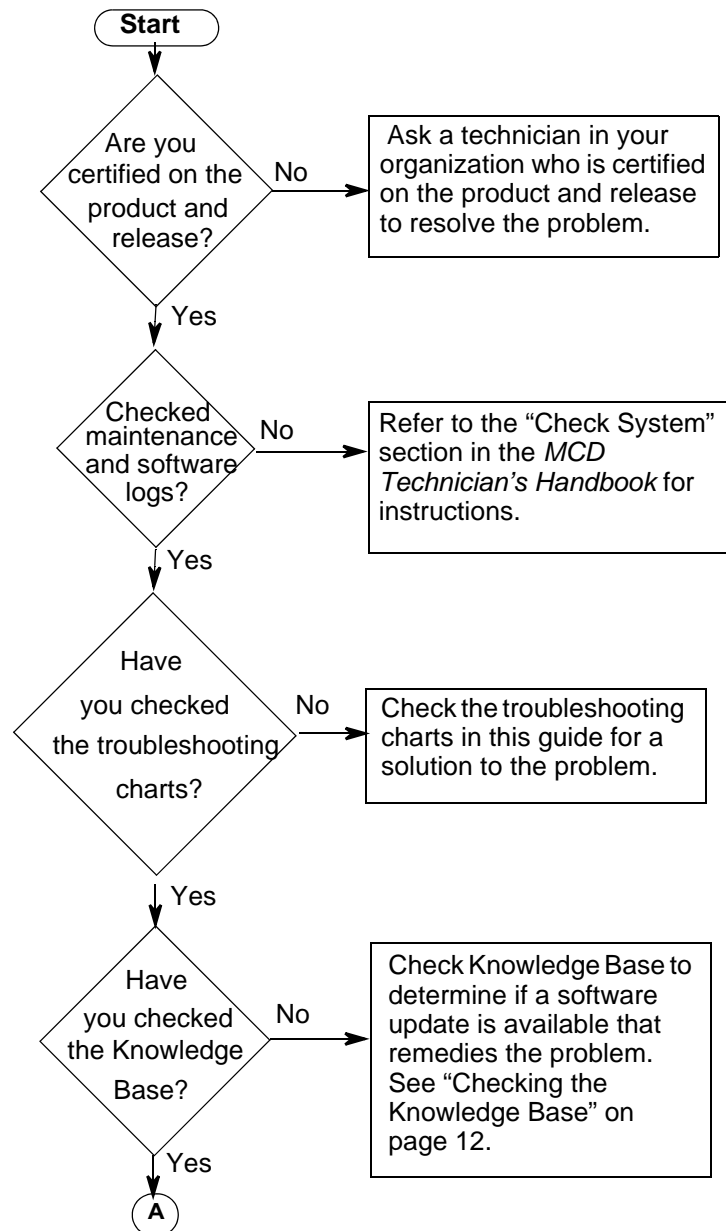 Start
Are you
certified on the
product and
release?
No
Ask a technician in your
organization who is certified
on the product and release
to resolve the problem.
Yes
Checked
maintenance
and software
logs?
No
Refer to the “Check System”
section in the MCD
Technician’s Handbook for
instructions.
Yes
Have
you checked
the troubleshooting
charts?
No
Check the troubleshooting
charts in this guide for a
solution to the problem.
Yes
Have
you checked
the Knowledge
Base?
No
Check Knowledge Base to
determine if a software
update is available that
remedies the problem.
See “Checking the
Knowledge Base” on
page 12.
Yes
A